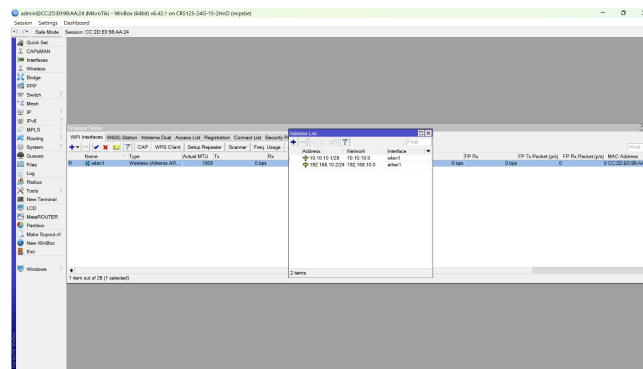 admin@CC:2D:E0:98:AA:24 (MikroTik) - WinBox (64bit) v6.42.1 on CRS125-24G-1S-2HnD (mipsbe)
Session Settings Dashboard
Safe Mode Session: CC:2D:E0:98:AA:24
Quick Set
CAPsMAN
Interfaces
Wireless
Bridge
PPP
Switch
Mesh
IP
IPv6
MPLS
Routing
System
Queues
Files
Log
Radius
Tools
New Terminal
LCD
MetaROUTER
Partition
Make Supout.rif
New WinBox
Exit
Windows
Wireless Tables
WiFi Interfaces W60G Station Nstreme Dual Access List Registration Connect List Security
CAP WPS Client Setup Repeater Scanner Freq. Usage
Find
Name Type Actual MTU Tx Rx FP Rx FP Tx Packet (p/s) FP Rx Packet (p/s) MAC Address
R wlan1 Wireless (Atheros AR... 1500 0 bps 0 bps 0 bps 0 0 CC:2D:E0:98:AA
1 item out of 26 (1 selected)
Address List
Find
Address Network Interface
10.10.10.1/29 10.10.10.0 wlan1
192.168.10.2/24 192.168.10.0 ether1
2 items